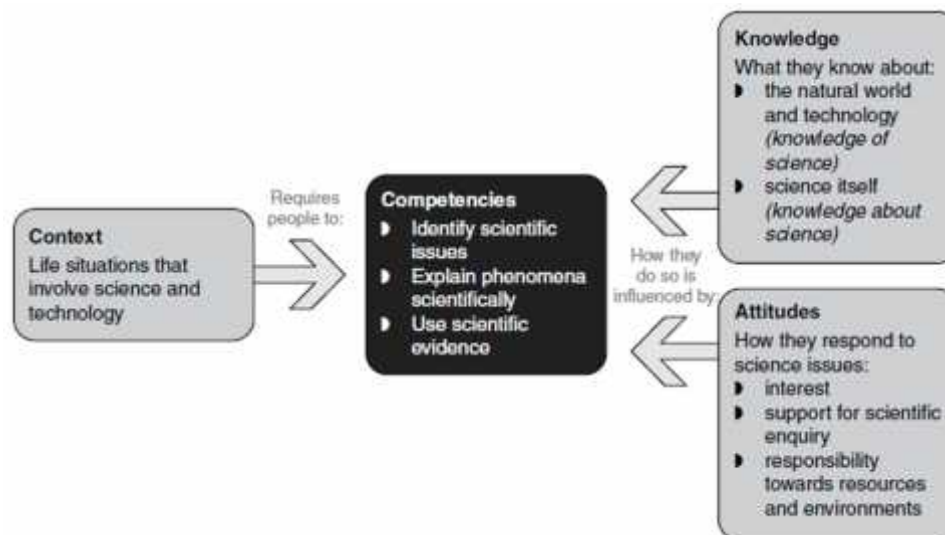 Context
Life situations that
involve science and
technology
Requires
people to:
Competencies
◗ Identify scientific
issues
◗ Explain phenomena
scientifically
◗ Use scientific
evidence
How they
do so is
influenced by:
Knowledge
What they know about:
◗ the natural world
and technology
(knowledge of
science)
◗ science itself
(knowledge about
science)
Attitudes
How they respond to
science issues:
◗ interest
◗ support for scientific
enquiry
◗ responsibility
towards resources
and environments